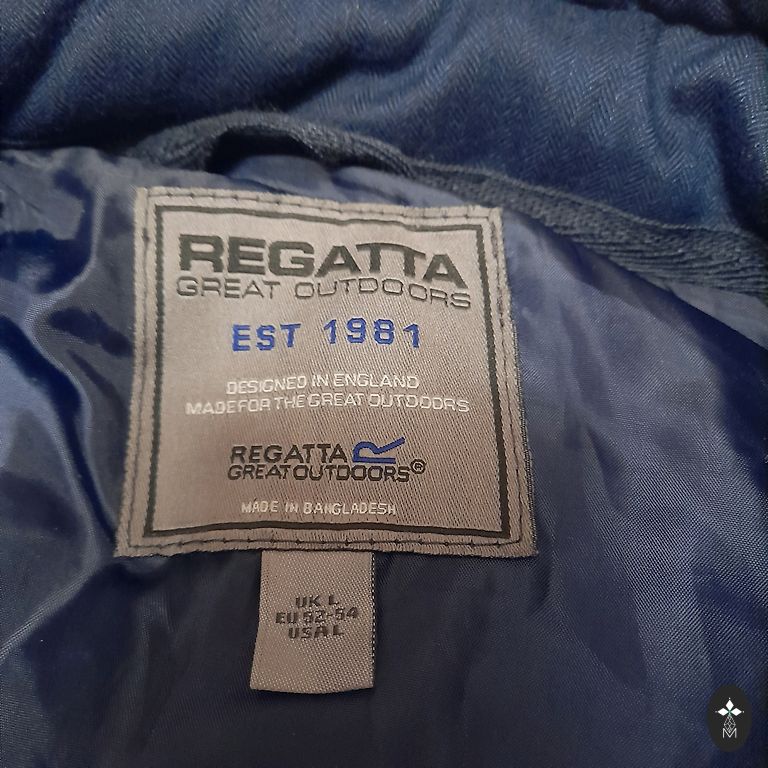 REGATTA
GREAT OUTDOORS
EST 1981
DESIGNED IN ENGLAND
MADE FOR THE GREAT OUTDOORS
REGATTA R
GREAT OUTDOORS®
MADE IN BANGLADESH
UK L
EU 52-54
USA L
M